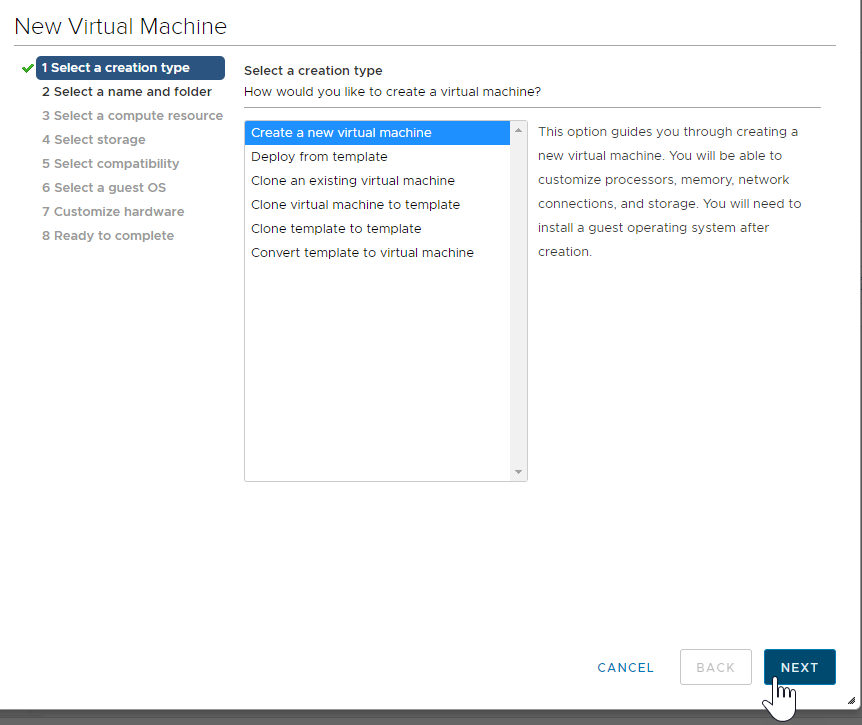 New Virtual Machine
1 Select a creation type
2 Select a name and folder
3 Select a compute resource
4 Select storage
5 Select compatibility
6 Select a guest OS
7 Customize hardware
8 Ready to complete
Select a creation type
How would you like to create a virtual machine?
Create a new virtual machine
Deploy from template
Clone an existing virtual machine
Clone virtual machine to template
Clone template to template
Convert template to virtual machine
This option guides you through creating a
new virtual machine. You will be able to
customize processors, memory, network
connections, and storage. You will need to
install a guest operating system after
creation.
CANCEL
BACK
NEXT